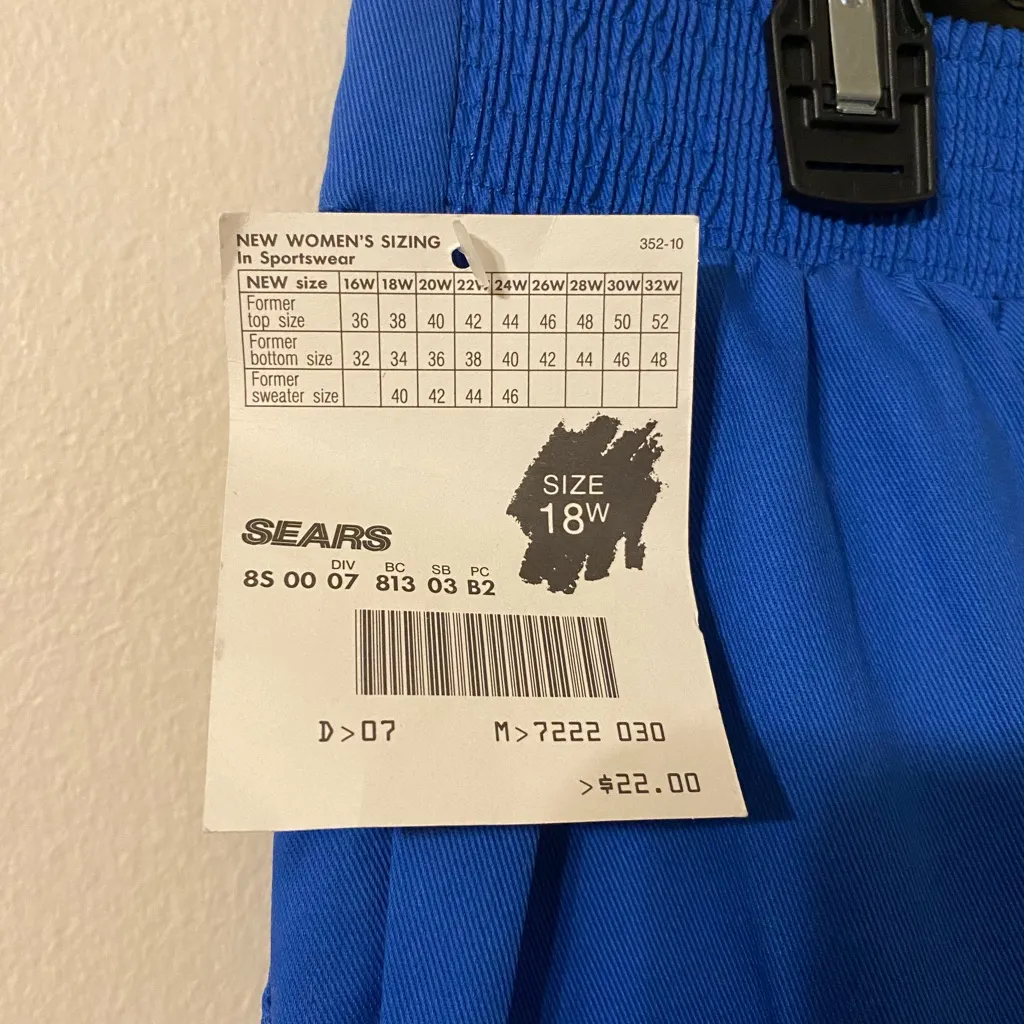 NEW WOMEN'S SIZING 352-10
In Sportswear
NEW size 16W 18W 20W 22W 24W 26W 28W 30W 32W
Former
top size 36 38 40 42 44 46 48 50 52
Former
bottom size 32 34 36 38 40 42 44 46 48
Former
sweater size 40 42 44 46
SIZE
18W
SEARS
DIV BC SB PC
8S 00 07 813 03 B2
D>07 M>7222 030
>$22.00